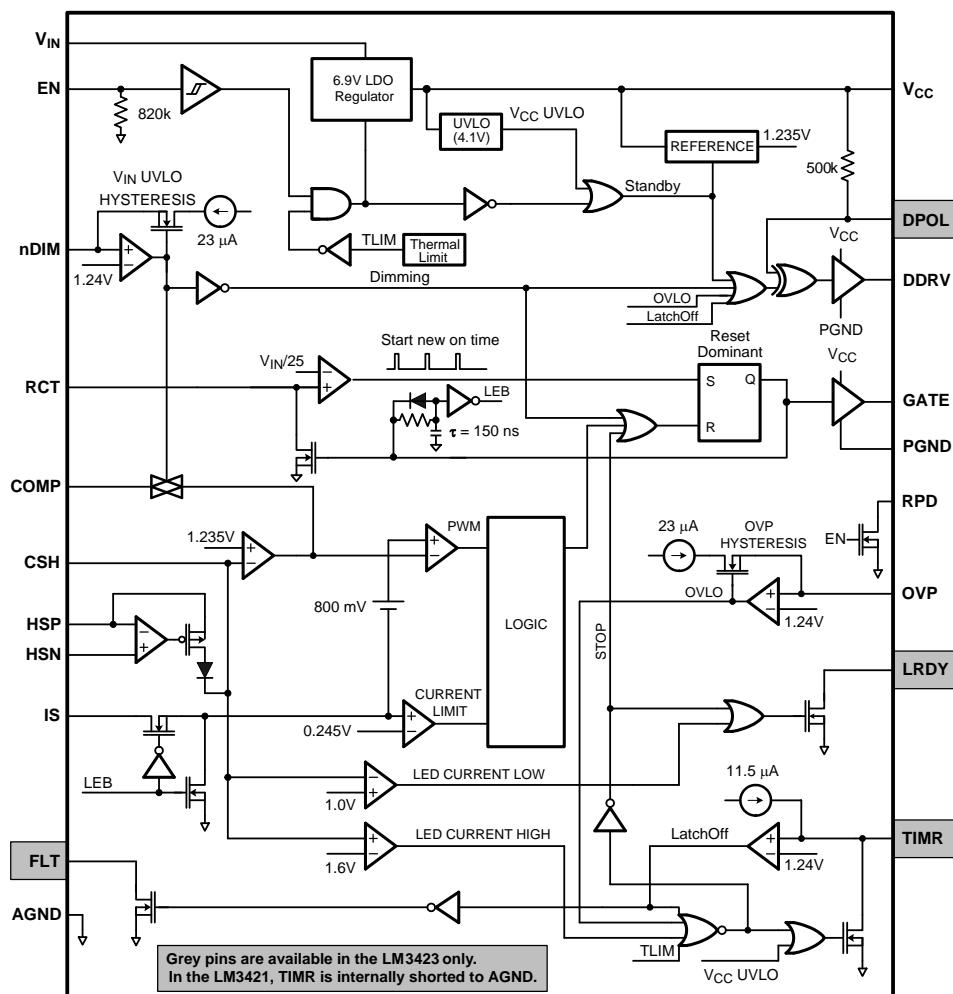 VIN
6.9V LDO
Regulator
EN
VCC
820k
VCC UVLO
UVLO
(4.1V)
REFERENCE
1.235V
500k
VIN UVLO
HYSTERESIS
Standby
DPOL
nDIM
23 µA
TLIM
Thermal
Limit
VCC
1.24V
Dimming
DDRV
OVLO
LatchOff
PGND
Start new on time
Reset
Dominant
VIN/25
VCC
RCT
S
Q
LEB
GATE
R
τ = 150 ns
PGND
COMP
RPD
1.235V
PWM
23 µA
OVP
HYSTERESIS
EN
CSH
800 mV
OVLO
OVP
1.24V
HSP
LOGIC
STOP
HSN
LRDY
IS
CURRENT
LIMIT
0.245V
11.5 µA
LEB
LED CURRENT LOW
1.0V
LED CURRENT HIGH
LatchOff
TIMR
1.6V
1.24V
FLT
AGND
Grey pins are available in the LM3423 only.
In the LM3421, TIMR is internally shorted to AGND.
TLIM
VCC UVLO